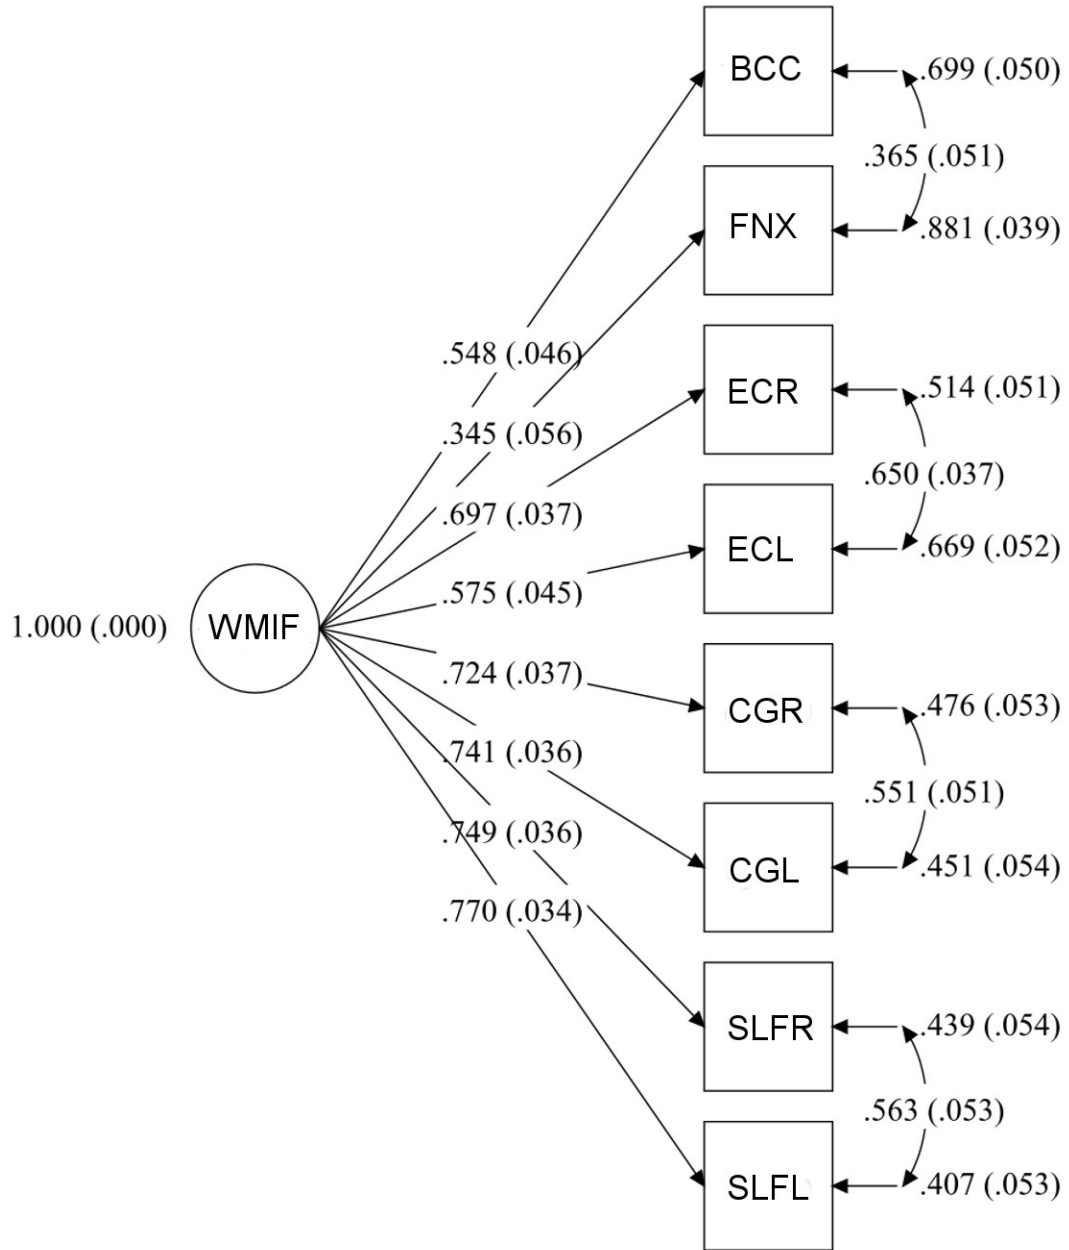 BCC
.699 (.050)
.365 (.051)
FNX
.881 (.039)
.548 (.046)
ECR
.514 (.051)
.345 (.056)
.650 (.037)
.697 (.037)
ECL
.669 (.052)
.575 (.045)
1.000 (.000)
WMIF
.724 (.037)
CGR
.476 (.053)
.741 (.036)
.551 (.051)
.749 (.036)
CGL
.451 (.054)
.770 (.034)
SLFR
.439 (.054)
.563 (.053)
SLFL
.407 (.053)